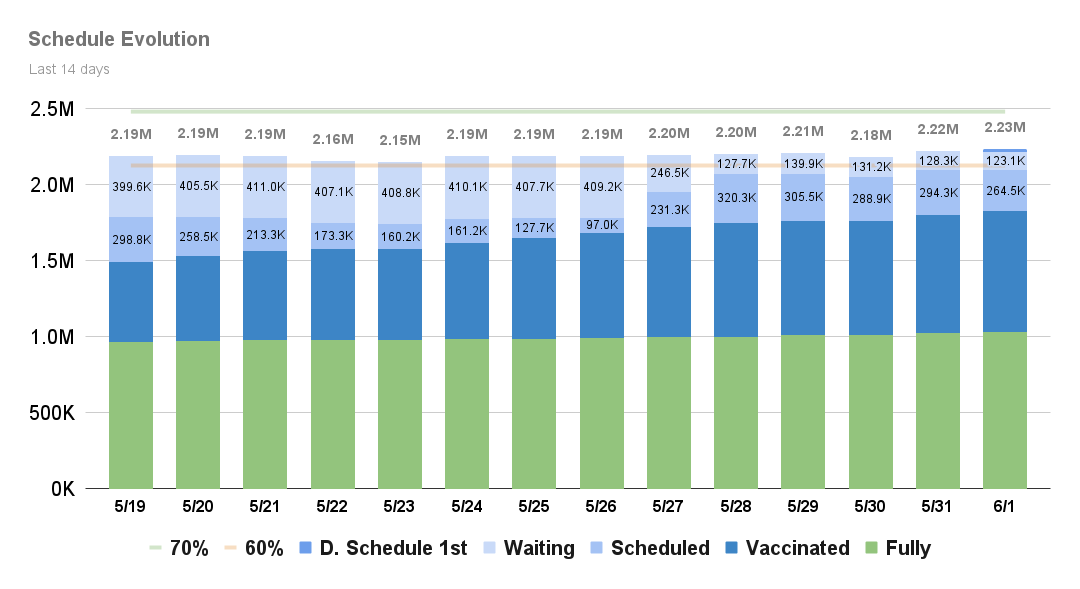 Schedule Evolution
Last 14 days
2.5M
2.19M 2.19M 2.19M 2.16M 2.15M 2.19M 2.19M 2.19M 2.20M 2.20M 2.21M 2.18M 2.22M 2.23M
2.0M
399.6K 405.5K 411.0K 407.1K 408.8K 410.1K 407.7K 409.2K 246.5K 127.7K 139.9K 131.2K 128.3K 123.1K
298.8K 258.5K 213.3K 173.3K 160.2K 161.2K 127.7K 97.0K 231.3K 320.3K 305.5K 288.9K 294.3K 264.5K
1.5M
1.0M
500K
0K
5/19 5/20 5/21 5/22 5/23 5/24 5/25 5/26 5/27 5/28 5/29 5/30 5/31 6/1
70% 60% D. Schedule 1st Waiting Scheduled Vaccinated Fully